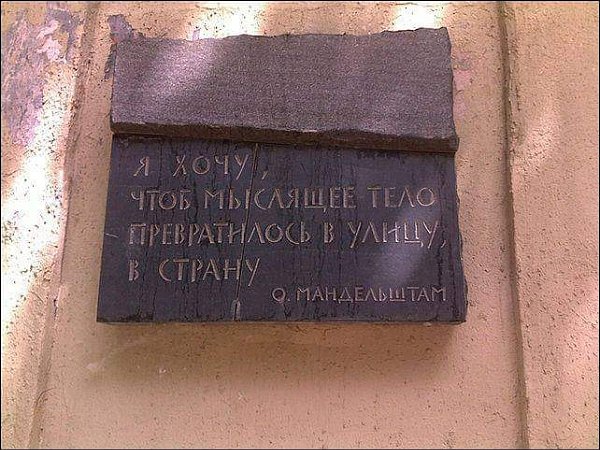 Я ХОЧУ,
ЧТОБ МЫСЛЯЩЕЕ ТЕЛО
ПРЕВРАТИЛОСЬ В УЛИЦУ,
В СТРАНУ
О. МАНДЕЛЬШТАМ